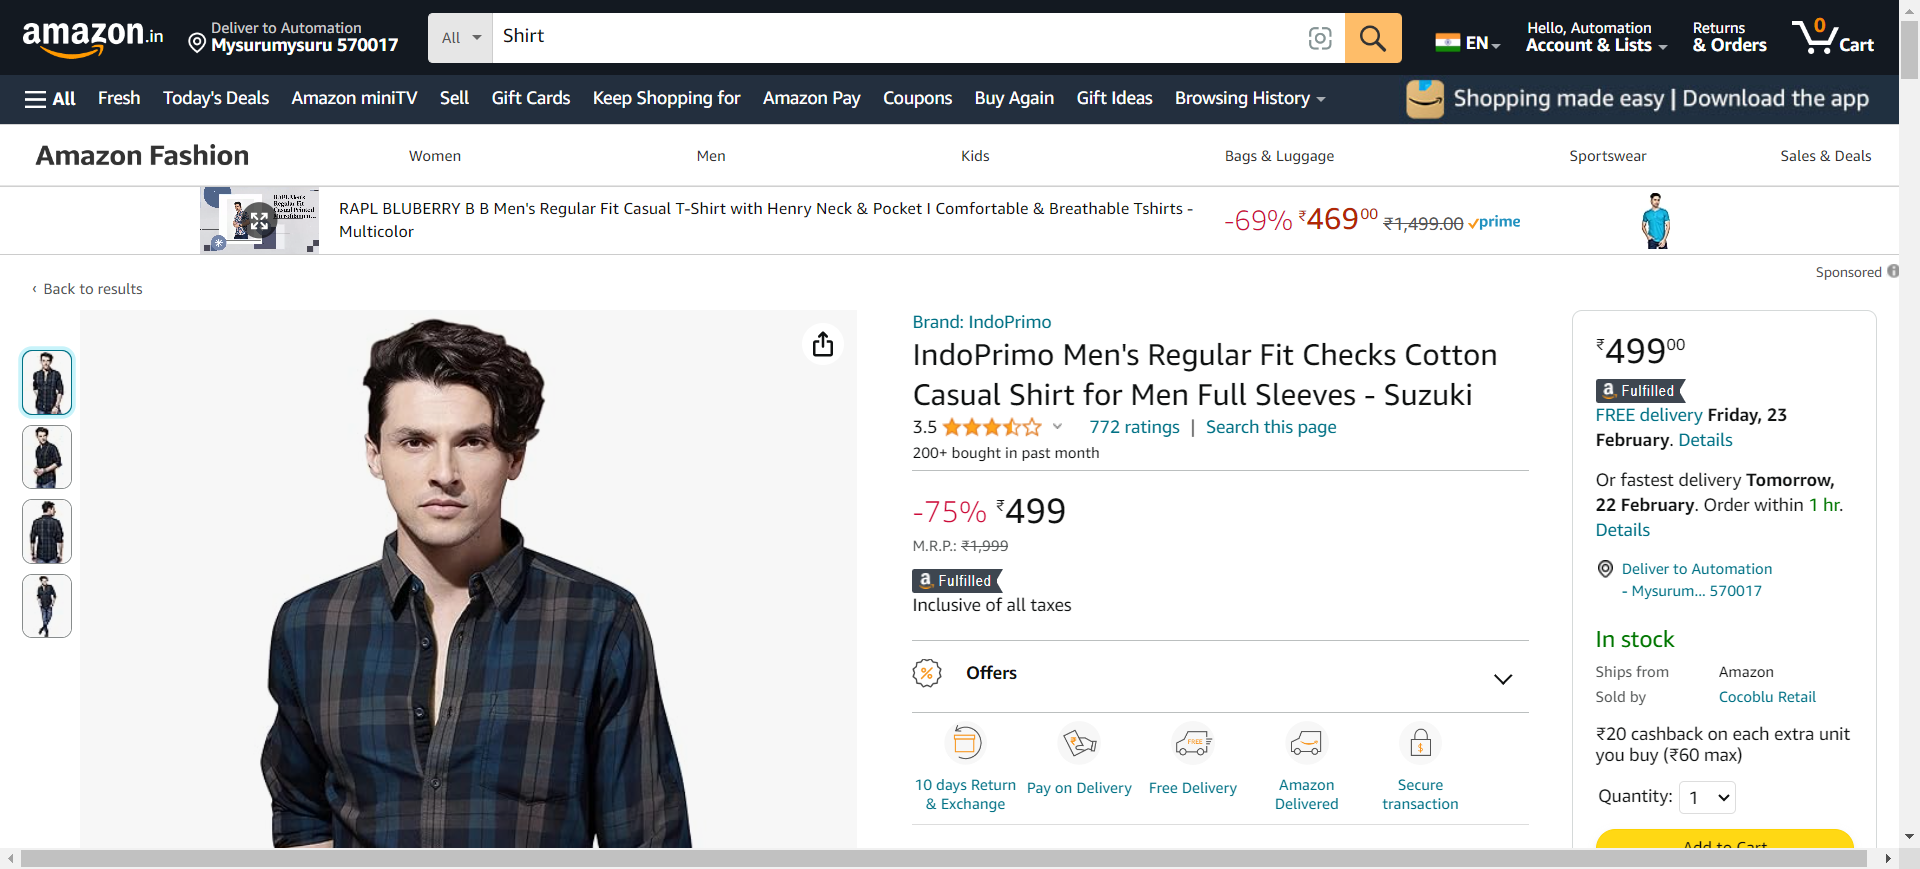 amazon.in
Deliver to Automation
Mysurumysuru 570017
All
Shirt
EN
Hello, Automation
Account & Lists
Returns
& Orders
0
Cart
All
Fresh
Today's Deals
Amazon miniTV
Sell
Gift Cards
Keep Shopping for
Amazon Pay
Coupons
Buy Again
Gift Ideas
Browsing History
Shopping made easy | Download the app
Amazon Fashion
Women
Men
Kids
Bags & Luggage
Sportswear
Sales & Deals
RAPL BLUBERRY B B Men's Regular Fit Casual T-Shirt with Henry Neck & Pocket I Comfortable & Breathable Tshirts -
Multicolor
-69% ₹46900 ₹1,499.00 prime
Sponsored
‹ Back to results
Brand: IndoPrimo
IndoPrimo Men's Regular Fit Checks Cotton
Casual Shirt for Men Full Sleeves - Suzuki
3.5
772 ratings | Search this page
200+ bought in past month
-75% ₹499
M.R.P.: ₹1,999
a Fulfilled
Inclusive of all taxes
% Offers
10 days Return
& Exchange
Pay on Delivery
FREE
Free Delivery
Amazon
Delivered
Secure
transaction
₹49900
a Fulfilled
FREE delivery Friday, 23
February. Details
Or fastest delivery Tomorrow,
22 February. Order within 1 hr.
Details
Deliver to Automation
- Mysurum... 570017
In stock
Ships from Amazon
Sold by Cocoblu Retail
₹20 cashback on each extra unit
you buy (₹60 max)
Quantity: 1
Add to Cart